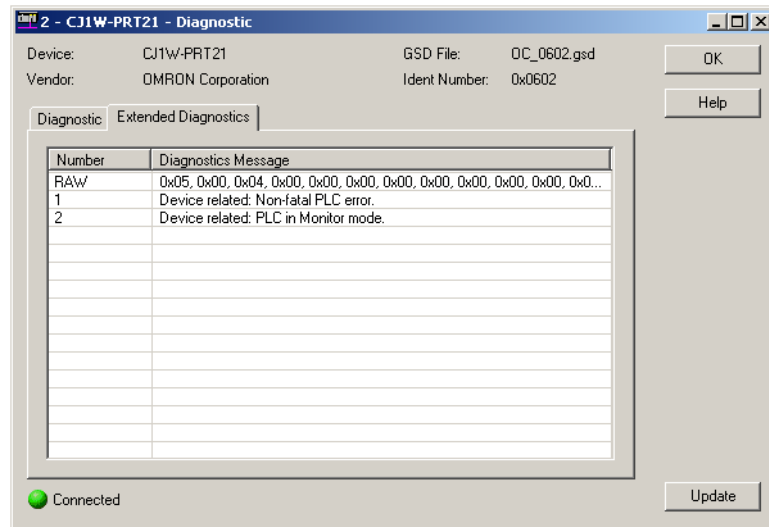 2 - CJ1W-PRT21 - Diagnostic
Device: CJ1W-PRT21 GSD File: OC_0602.gsd OK
Vendor: OMRON Corporation Ident Number: 0x0602
Help
Diagnostic Extended Diagnostics
Number Diagnostics Message
RAW 0x05, 0x00, 0x04, 0x00, 0x00, 0x00, 0x00, 0x00, 0x00, 0x00, 0x00, 0x0...
1 Device related: Non-fatal PLC error.
2 Device related: PLC in Monitor mode.
Connected Update